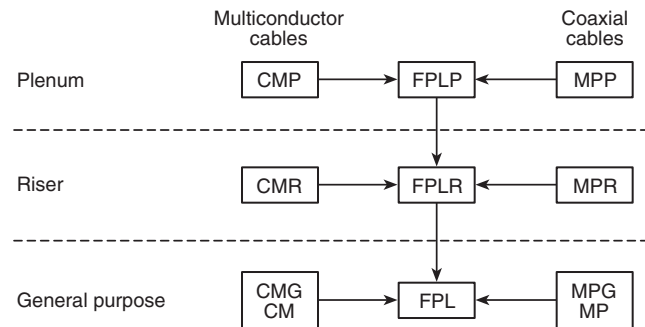 Multiconductor
cables
Coaxial
cables
Plenum
CMP
FPLP
MPP
Riser
CMR
FPLR
MPR
General purpose
CMG
CM
FPL
MPG
MP